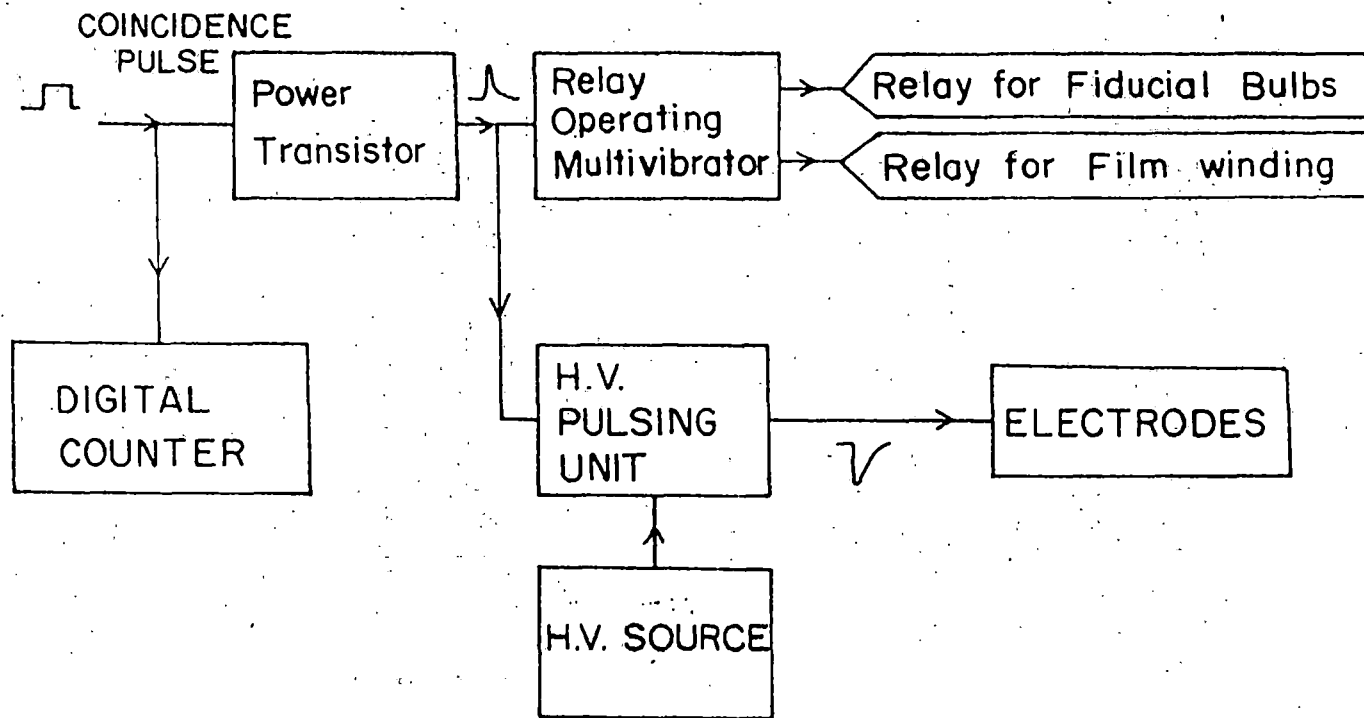 COINCIDENCE
PULSE
Power
Transistor
Relay
Operating
Multivibrator
Relay for Fiducial Bulbs
Relay for Film winding
DIGITAL
COUNTER
H.V.
PULSING
UNIT
ELECTRODES
H.V. SOURCE